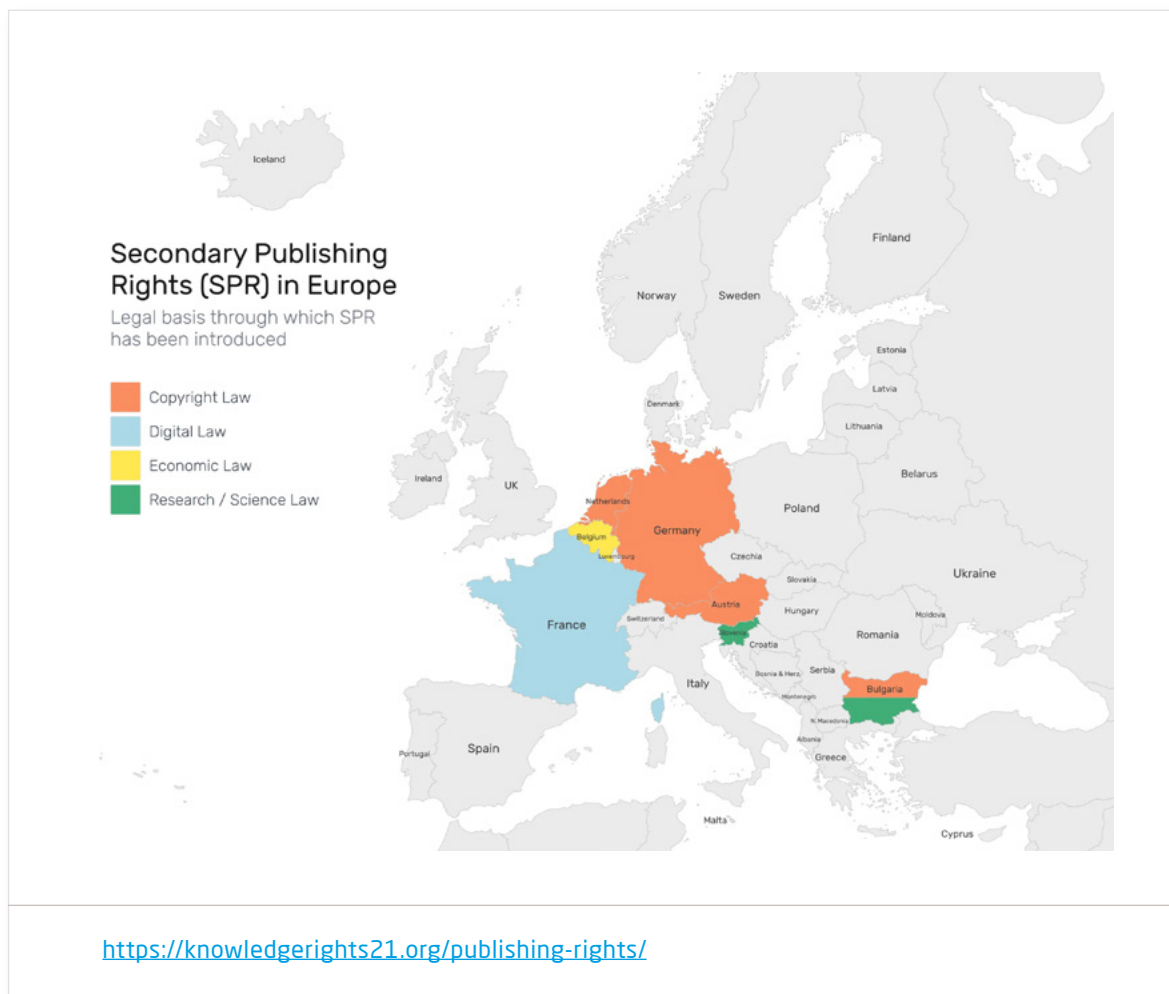 Iceland
Secondary Publishing
Rights (SPR) in Europe
Legal basis through which SPR
has been introduced
Copyright Law
Digital Law
Economic Law
Research / Science Law
Finland
Norway
Sweden
Estonia
Latvia
Denmark
Lithuania
Ireland
UK
Belarus
Netherlands
Poland
Germany
Belgium
Luxembourg
Czechia
Ukraine
Slovakia
Austria
Hungary
Moldova
France
Switzerland
Slovenia
Croatia
Romania
Bosnia & Herz.
Serbia
Italy
Bulgaria
Montenegro
N. Macedonia
Albania
Portugal
Spain
Greece
Malta
Cyprus
https://knowledgerights21.org/publishing-rights/